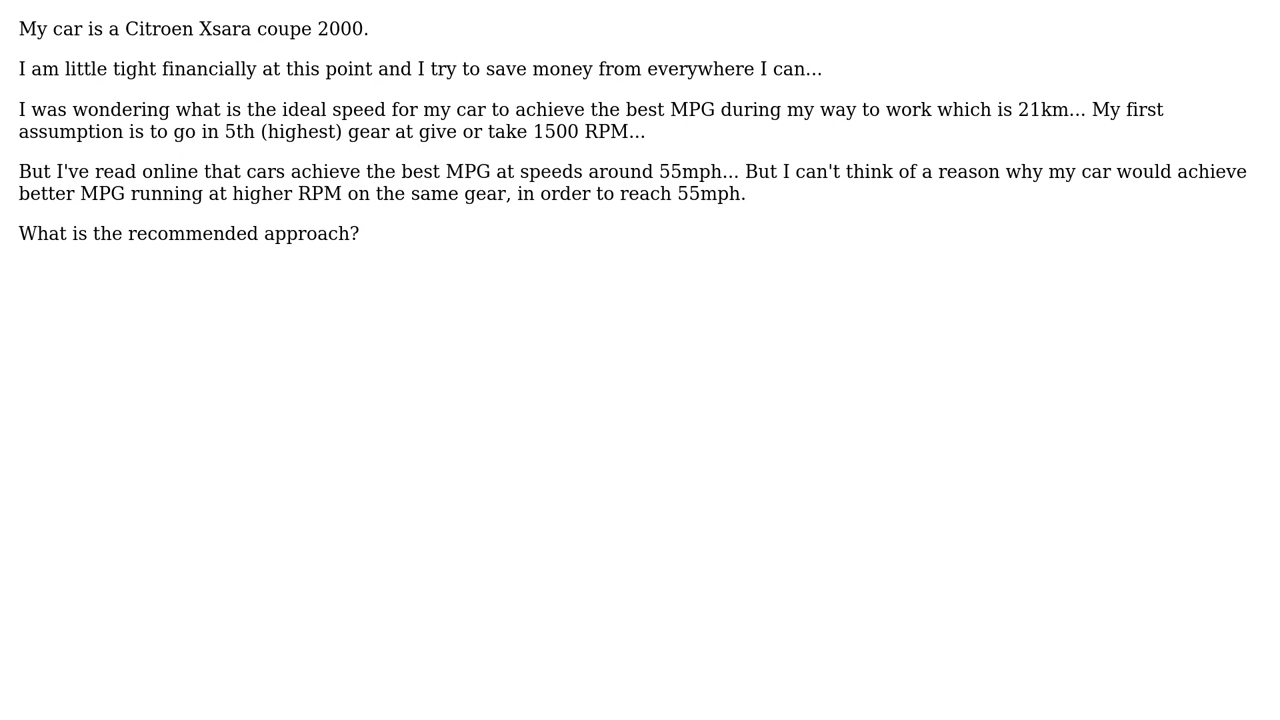 My car is a Citroen Xsara coupe 2000.
I am little tight financially at this point and I try to save money from everywhere I can...
I was wondering what is the ideal speed for my car to achieve the best MPG during my way to work which is 21km... My first
assumption is to go in 5th (highest) gear at give or take 1500 RPM...
But I've read online that cars achieve the best MPG at speeds around 55mph... But I can't think of a reason why my car would achieve
better MPG running at higher RPM on the same gear, in order to reach 55mph.
What is the recommended approach?